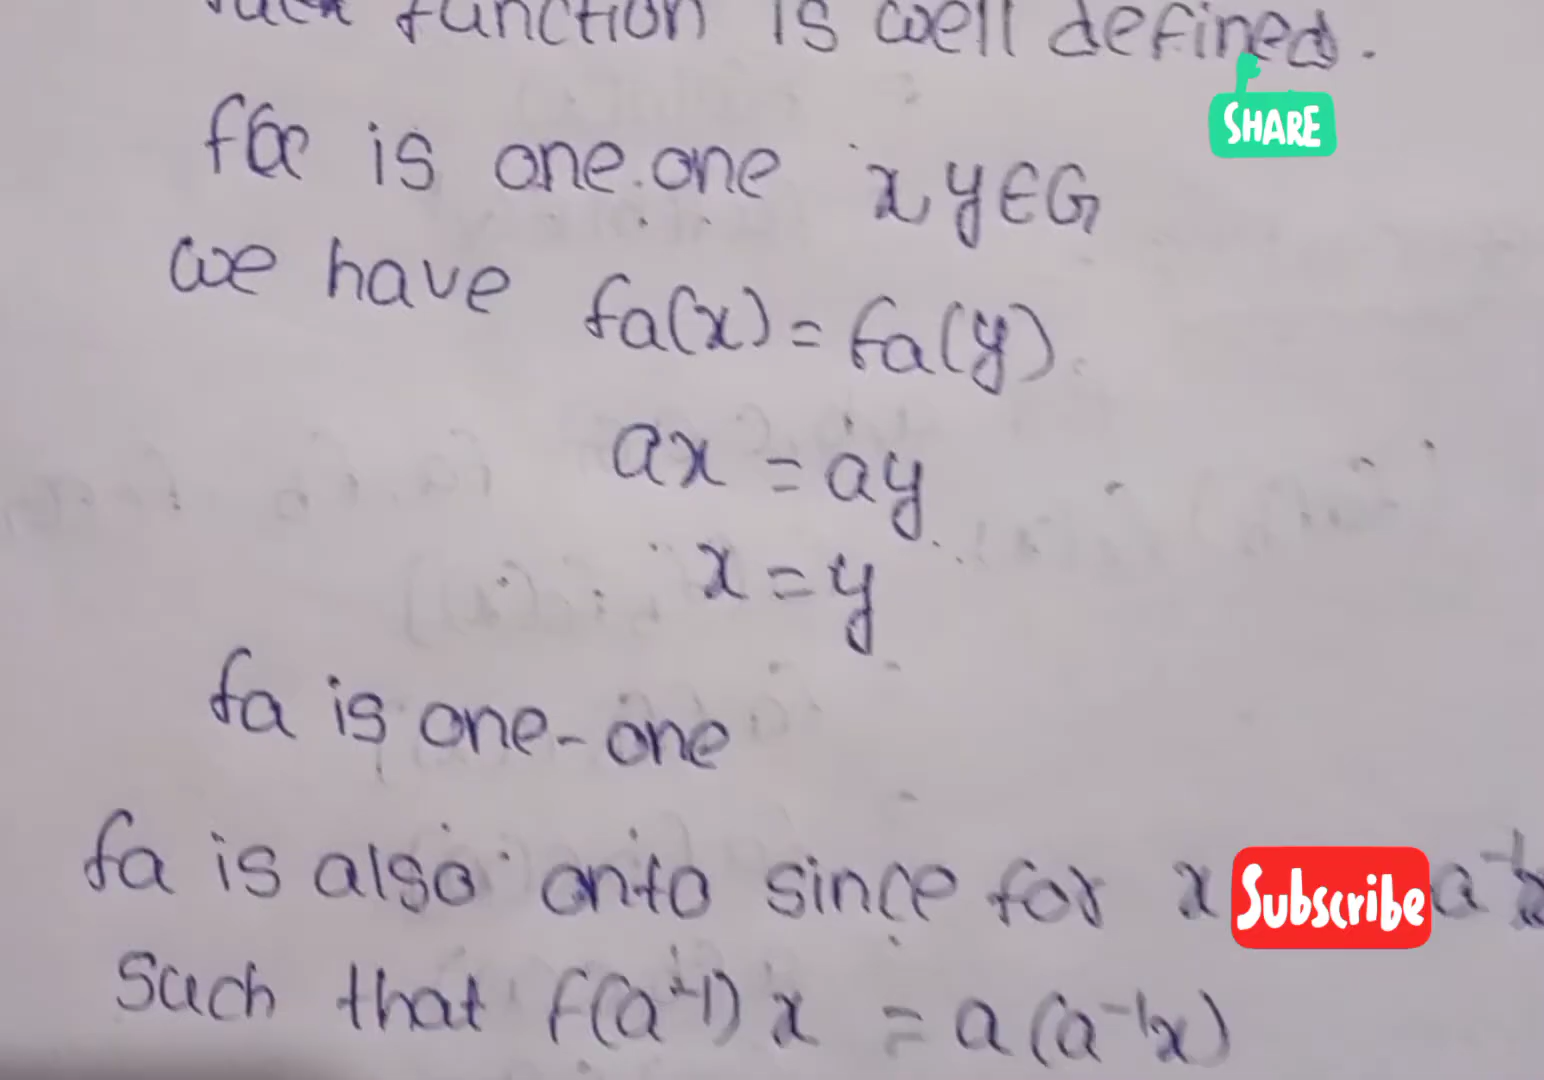 function is well defined.
SHARE
fa is one.one x, y∈G
we have fa(x) = fa(y).
ax = ay
x = y
fa is one-one
fa is also onto since for x Subscribe a⁻¹x
Such that f(a⁻¹)x = a(a⁻¹x)